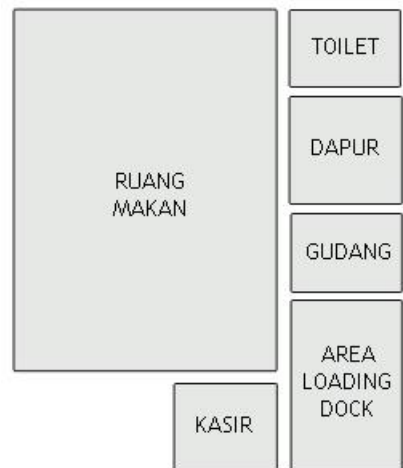 TOILET
DAPUR
RUANG
MAKAN
GUDANG
AREA
LOADING
DOCK
KASIR